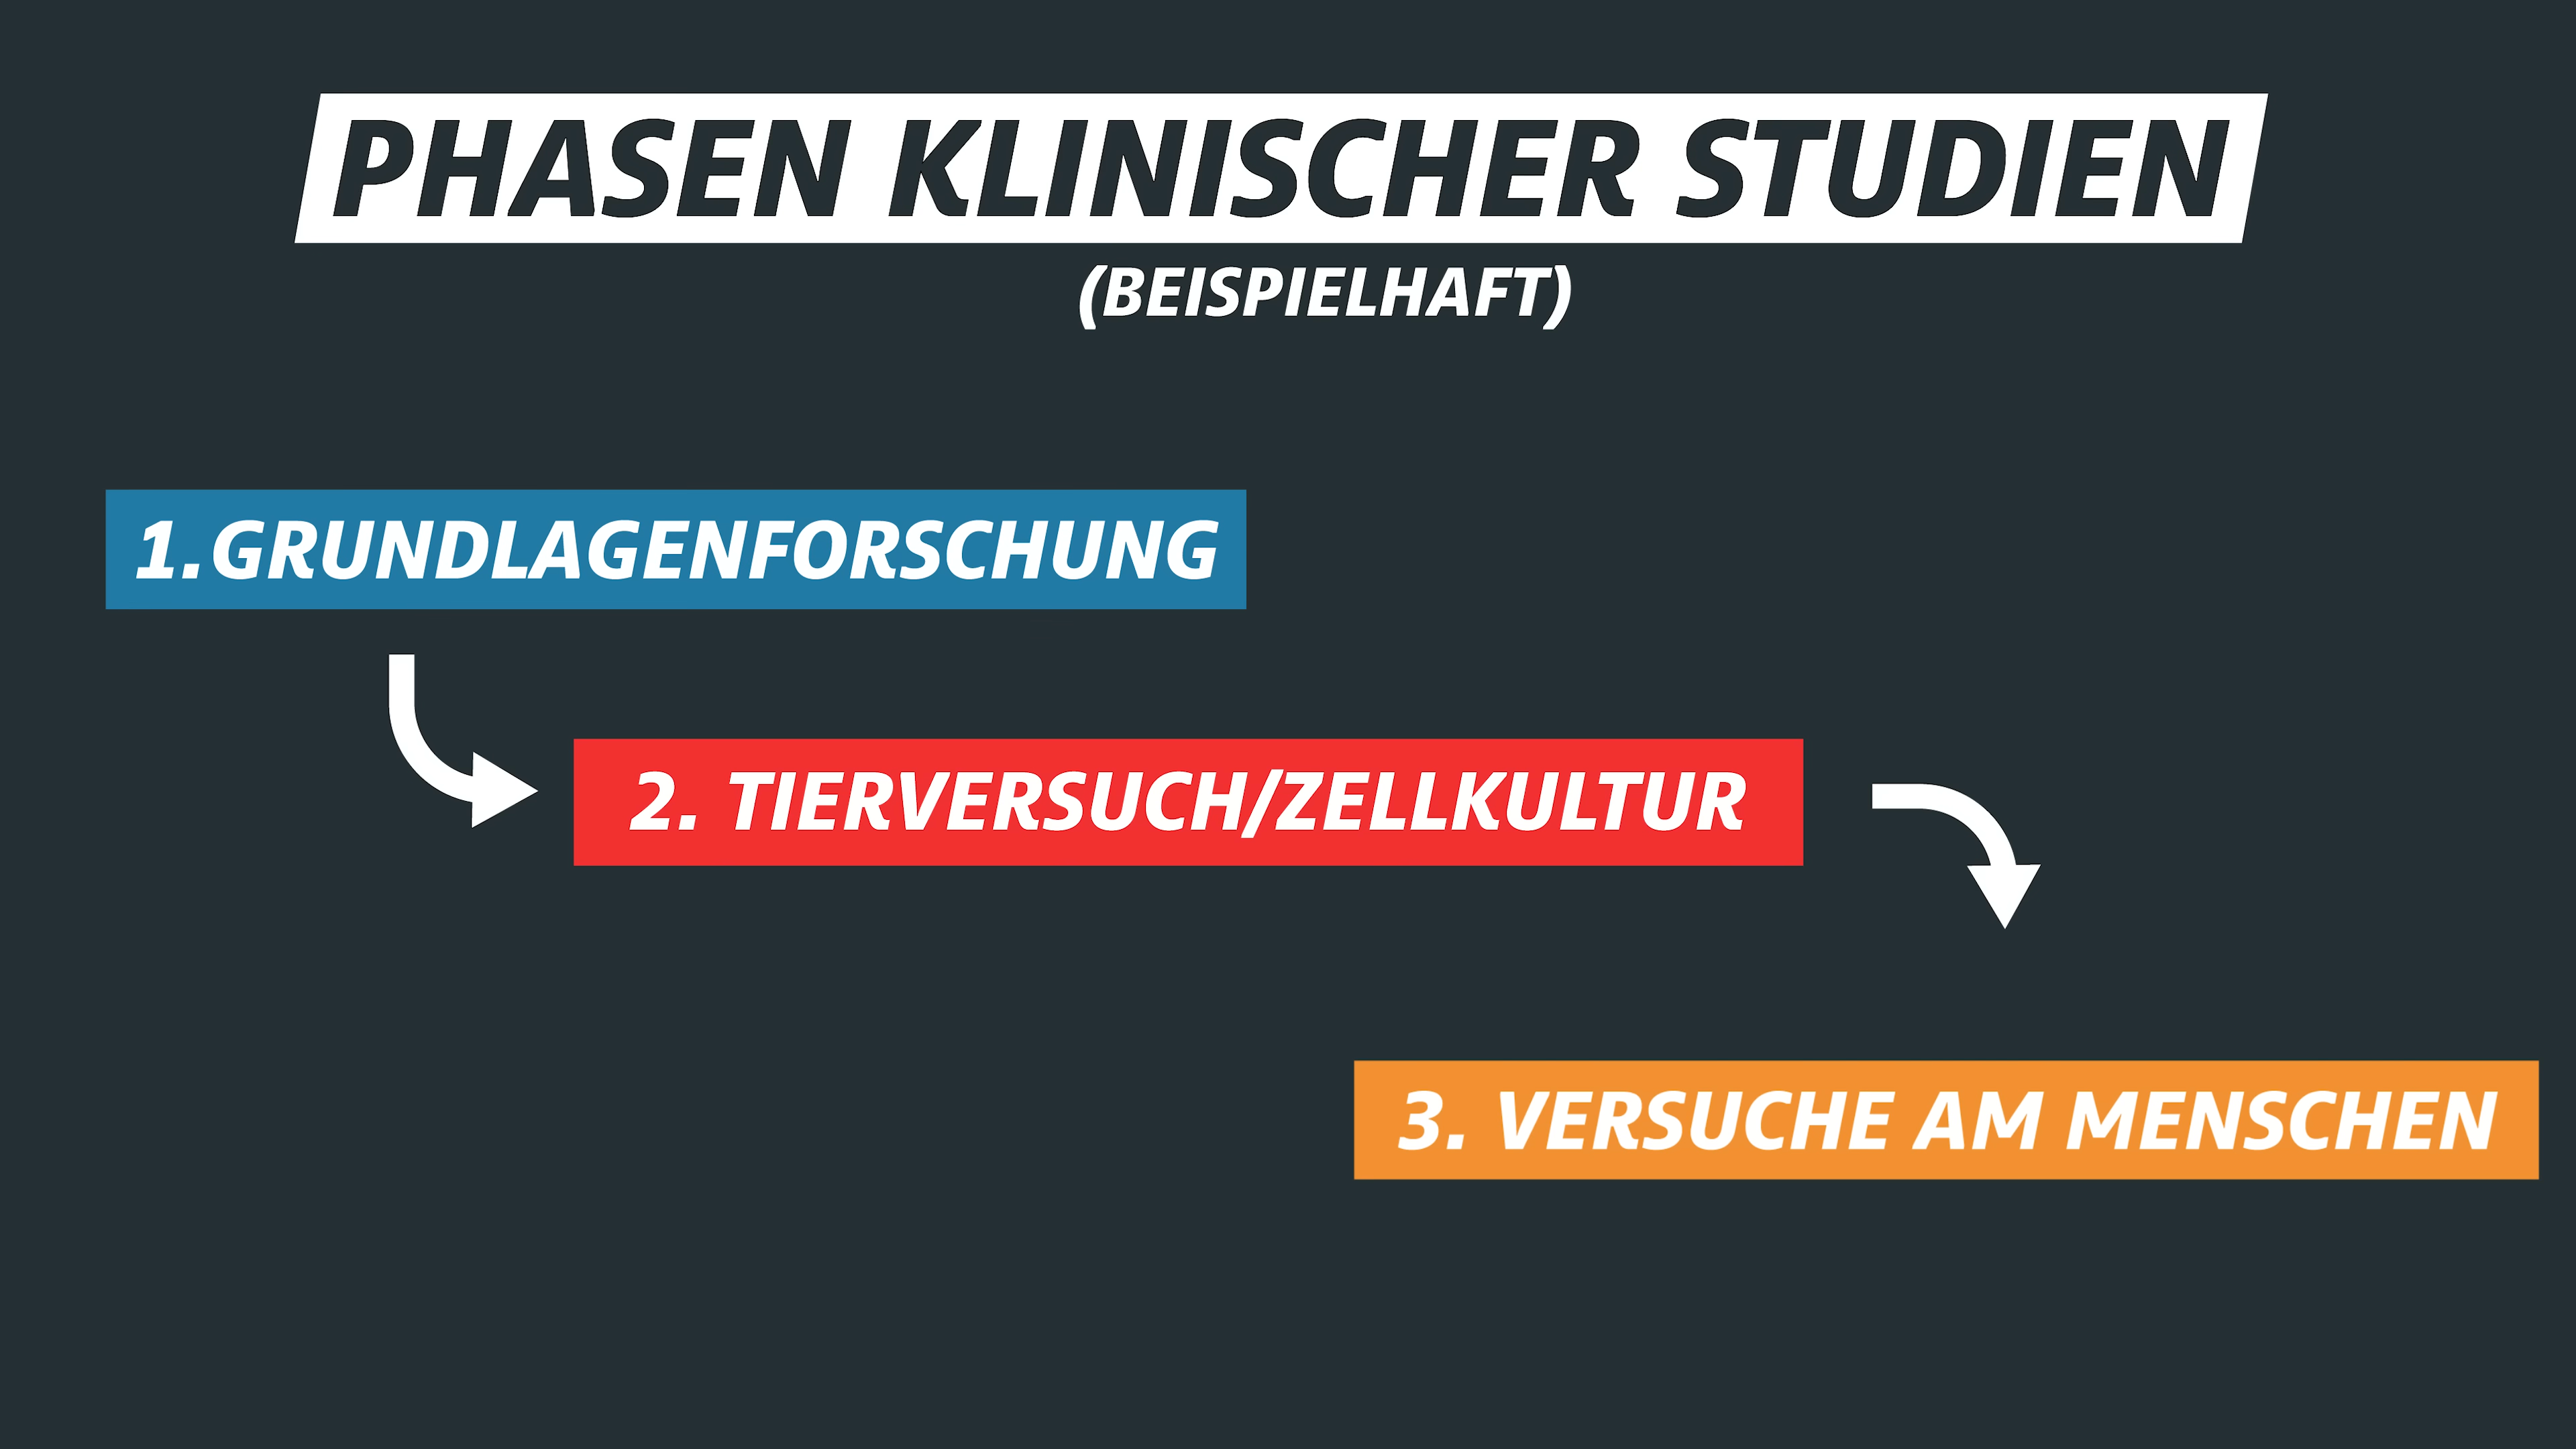 PHASEN KLINISCHER STUDIEN
(BEISPIELHAFT)
1.GRUNDLAGENFORSCHUNG
2. TIERVERSUCH/ZELLKULTUR
3. VERSUCHE AM MENSCHEN